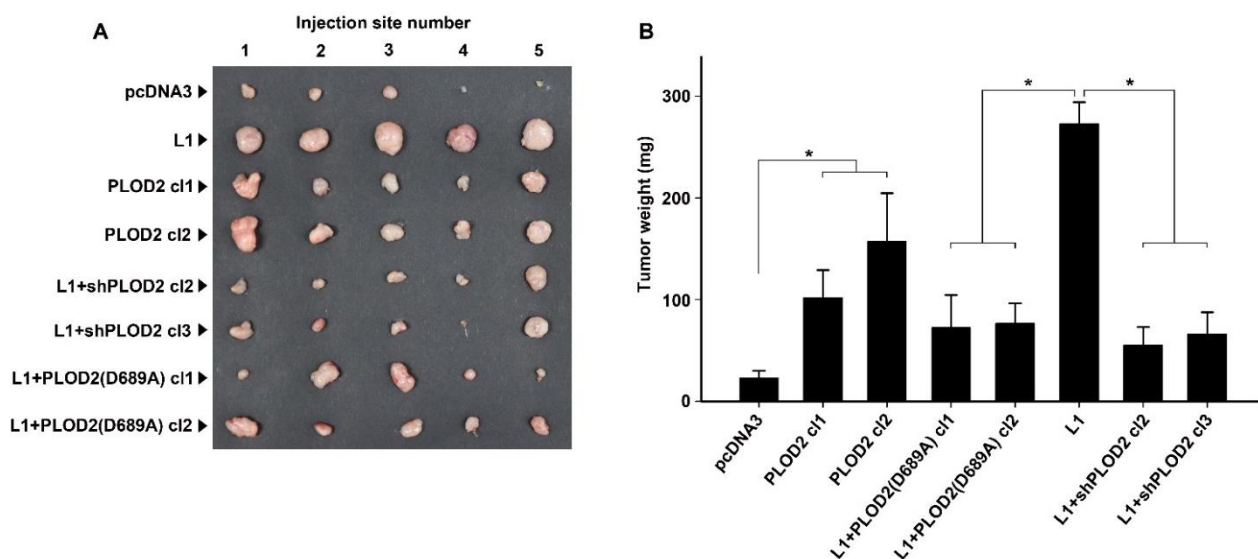 A
Injection site number
1 2 3 4 5
pcDNA3
L1
PLOD2 cl1
PLOD2 cl2
L1+shPLOD2 cl2
L1+shPLOD2 cl3
L1+PLOD2(D689A) cl1
L1+PLOD2(D689A) cl2
B
Tumor weight (mg)
300
200
100
0
* * *
pcDNA3
PLOD2 cl1
PLOD2 cl2
L1+PLOD2(D689A) cl1
L1+PLOD2(D689A) cl2
L1
L1+shPLOD2 cl2
L1+shPLOD2 cl3